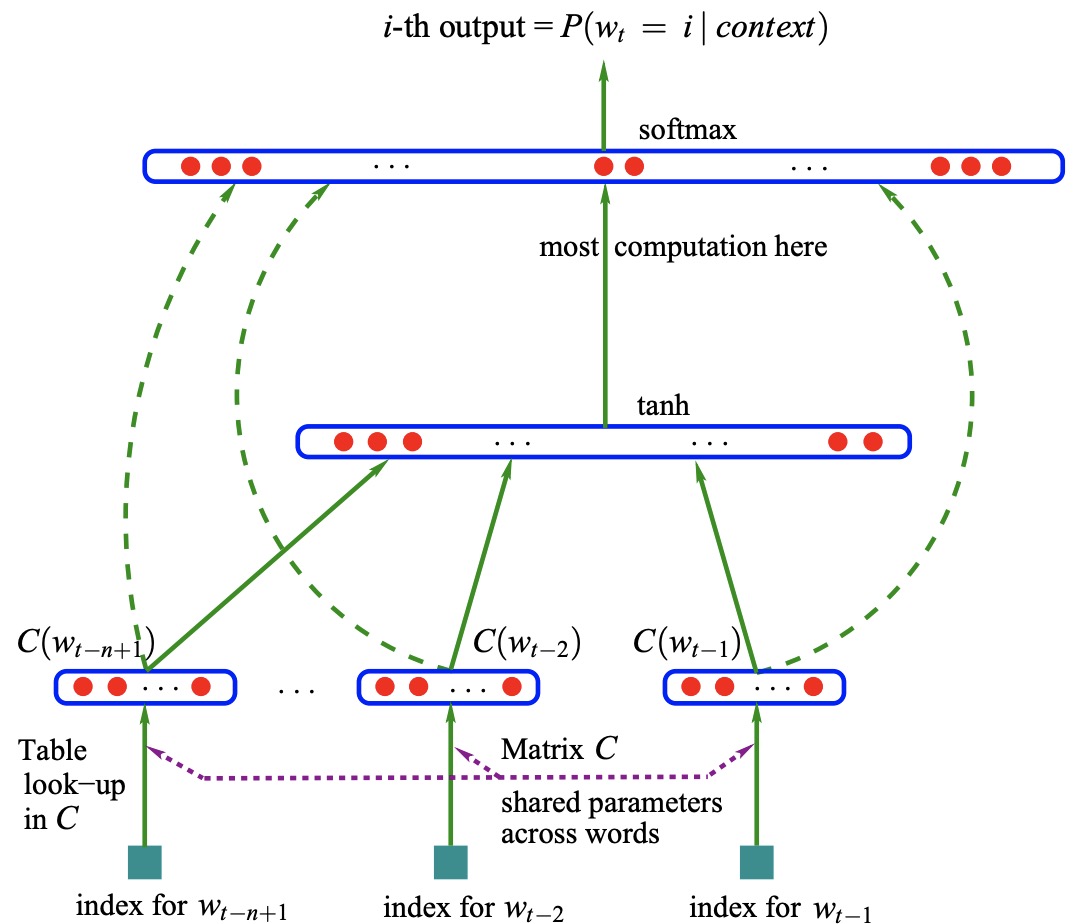 i-th output = P(w_t = i | context)
softmax
...
...
most computation here
tanh
...
...
C(w_{t−n+1})
C(w_{t−2})
C(w_{t−1})
...
...
...
...
Table
look−up
in C
Matrix C
shared parameters
across words
index for w_{t−n+1}
index for w_{t−2}
index for w_{t−1}